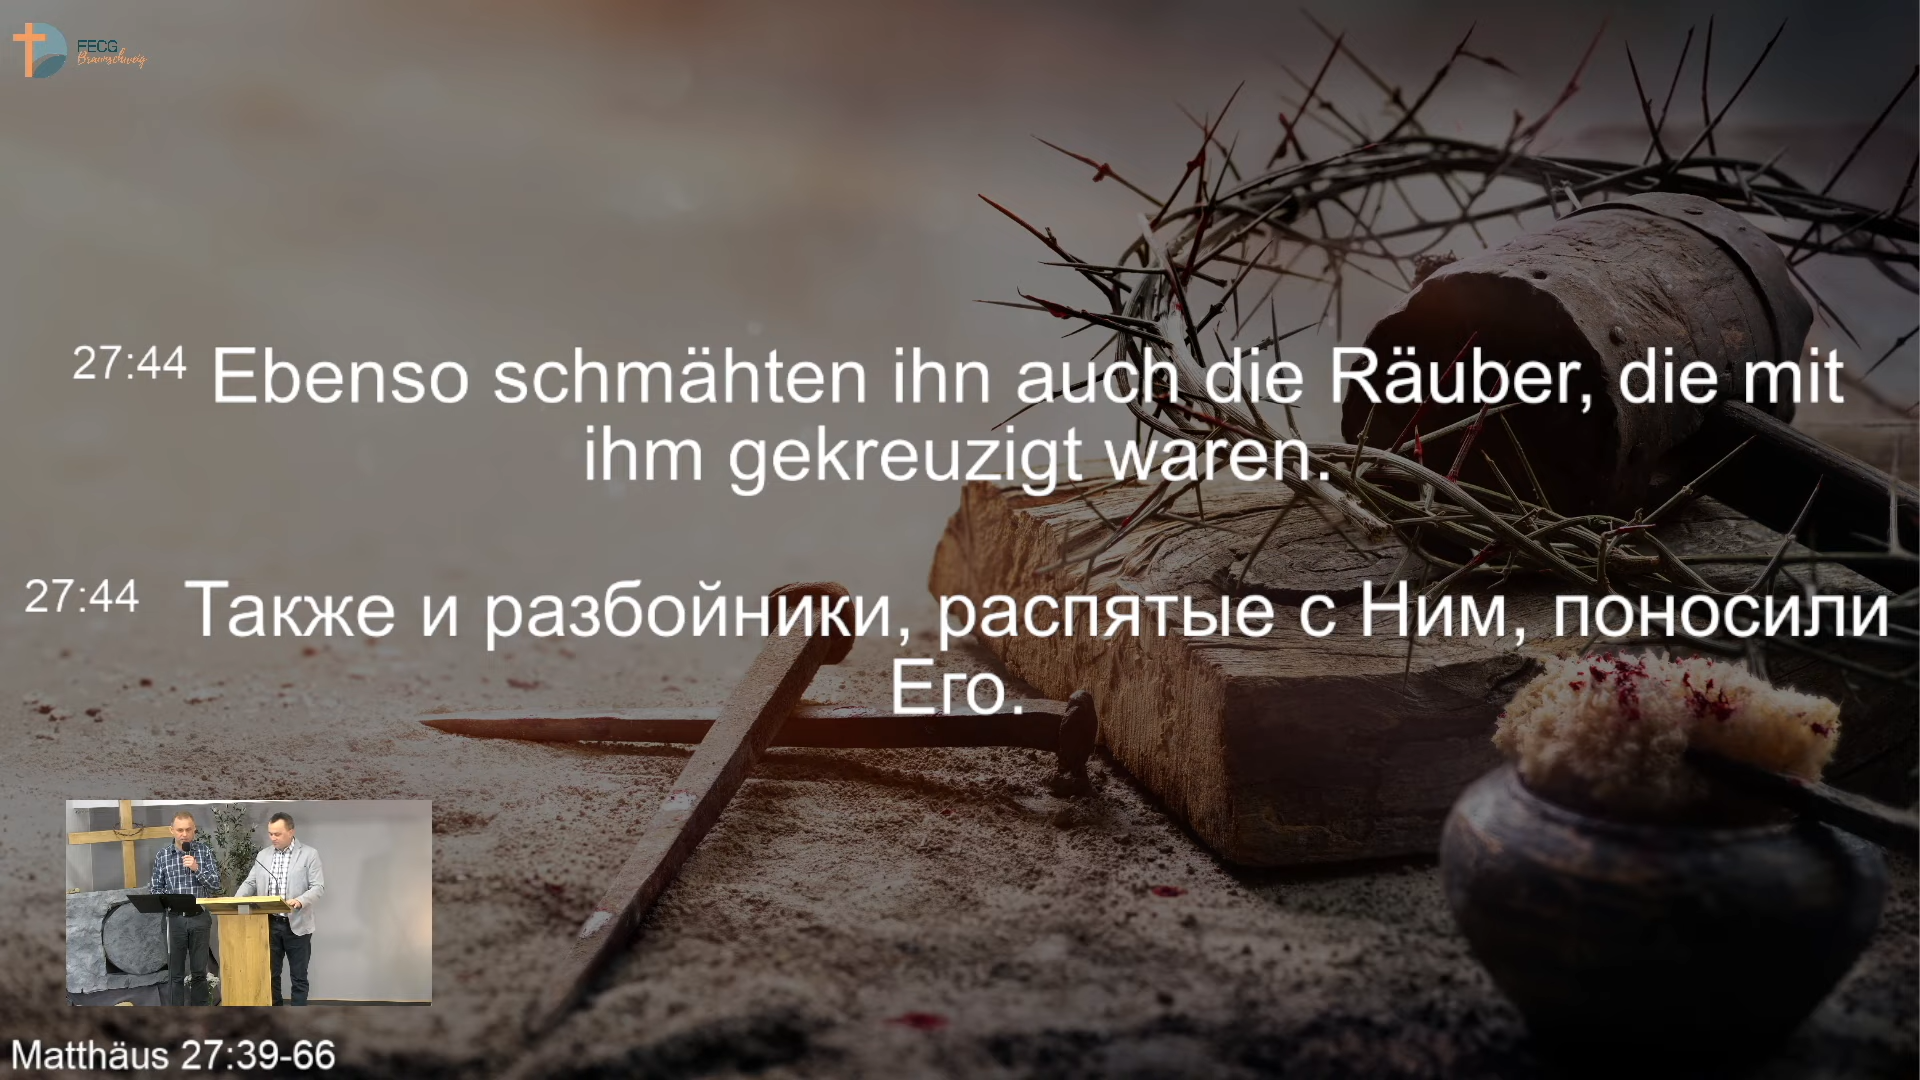 FECG
Braunschweig
27:44 Ebenso schmähten ihn auch die Räuber, die mit
ihm gekreuzigt waren.
27:44 Также и разбойники, распятые с Ним, поносили
Его.
Matthäus 27:39-66